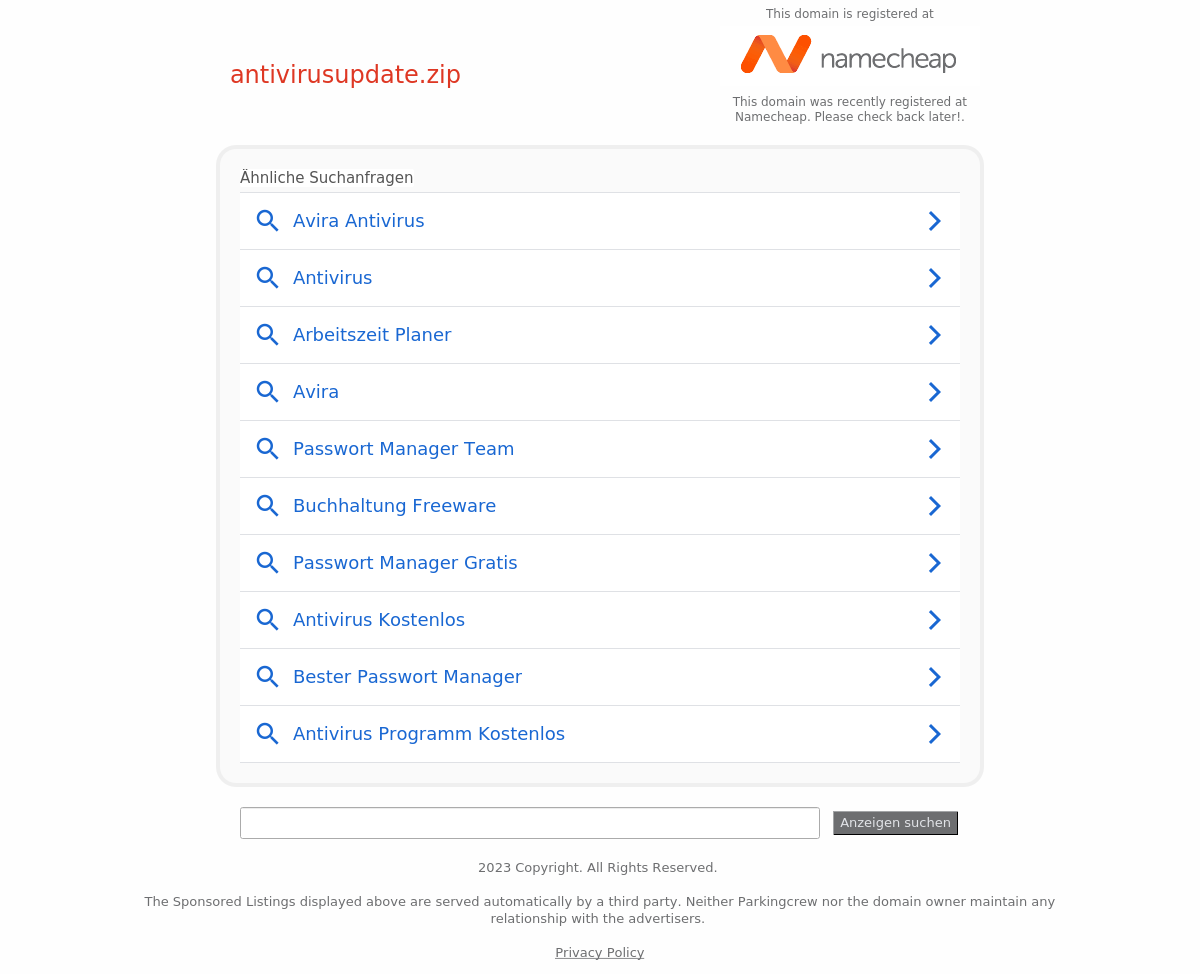 This domain is registered at
namecheap
antivirusupdate.zip
This domain was recently registered at
Namecheap. Please check back later!.
Ähnliche Suchanfragen
Avira Antivirus
Antivirus
Arbeitszeit Planer
Avira
Passwort Manager Team
Buchhaltung Freeware
Passwort Manager Gratis
Antivirus Kostenlos
Bester Passwort Manager
Antivirus Programm Kostenlos
Anzeigen suchen
2023 Copyright. All Rights Reserved.
The Sponsored Listings displayed above are served automatically by a third party. Neither Parkingcrew nor the domain owner maintain any
relationship with the advertisers.
Privacy Policy